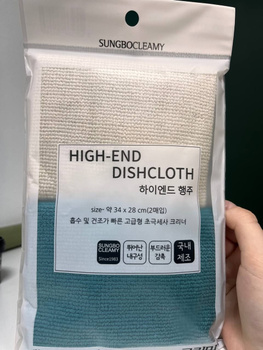 SUNGBOCLEAMY
HIGH-END
DISHCLOTH
하이엔드 행주
size- 약 34 x 28 cm(2매입)
흡수 및 건조가 빠른 고급형 초극세사 크리너
SUNGBO CLEAMY Since1983
뛰어난 내구성
부드러운 감촉
국내 제조